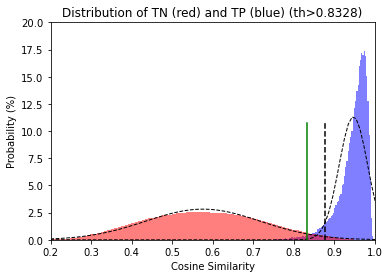 Distribution of TN (red) and TP (blue) (th>0.8328)
20.0
17.5
15.0
12.5
10.0
7.5
5.0
2.5
0.0
Probability (%)
0.2 0.3 0.4 0.5 0.6 0.7 0.8 0.9 1.0
Cosine Simlarity